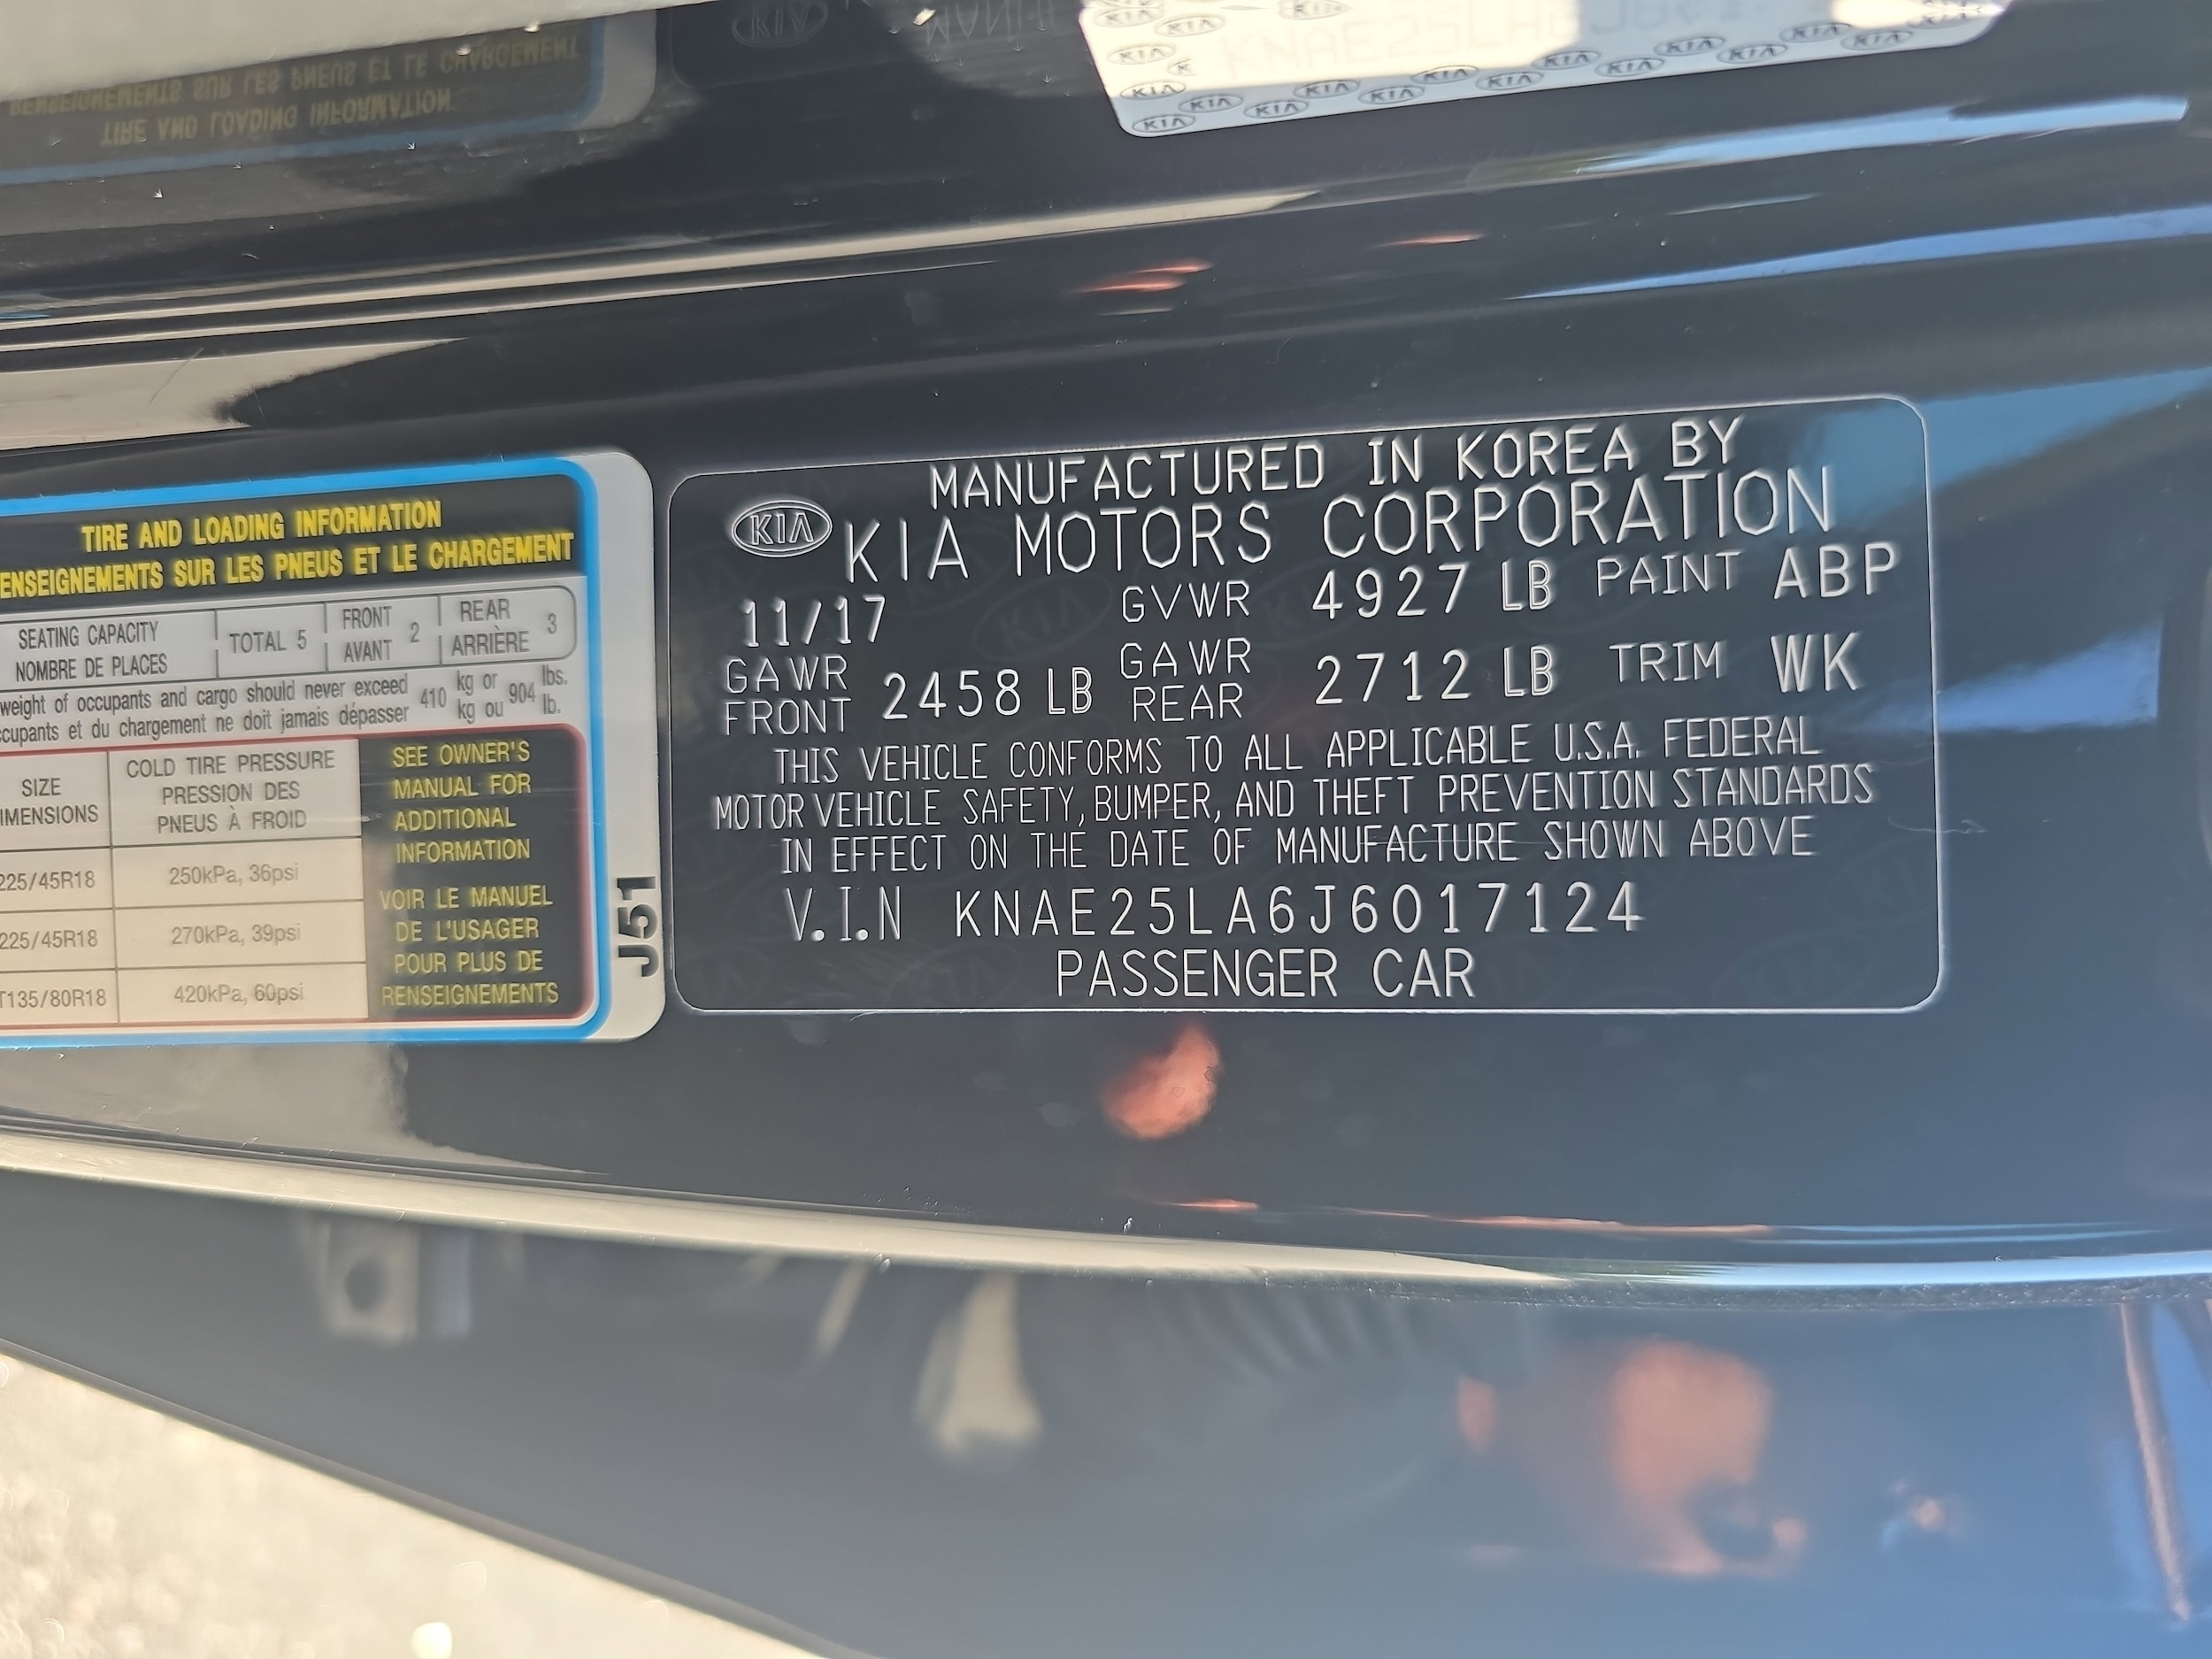 TIRE AND LOADING INFORMATION
ENSEIGNEMENTS SUR LES PNEUS ET LE CHARGEMENT
SEATING CAPACITY
NOMBRE DE PLACES
TOTAL 5
FRONT
AVANT
2
REAR
ARRIÈRE
3
weight of occupants and cargo should never exceed 410 kg or 904 lbs.
ccupants et du chargement ne doit jamais dépasser kg ou lb.
SIZE
IMENSIONS
COLD TIRE PRESSURE
PRESSION DES
PNEUS À FROID
225/45R18 250kPa, 36psi
225/45R18 270kPa, 39psi
T135/80R18 420kPa, 60psi
SEE OWNER'S
MANUAL FOR
ADDITIONAL
INFORMATION
VOIR LE MANUEL
DE L'USAGER
POUR PLUS DE
RENSEIGNEMENTS
J51
MANUFACTURED IN KOREA BY
KIA KIA MOTORS CORPORATION
11/17 GVWR 4927 LB PAINT ABP
GAWR FRONT 2458 LB GAWR REAR 2712 LB TRIM WK
THIS VEHICLE CONFORMS TO ALL APPLICABLE U.S.A. FEDERAL
MOTOR VEHICLE SAFETY, BUMPER, AND THEFT PREVENTION STANDARDS
IN EFFECT ON THE DATE OF MANUFACTURE SHOWN ABOVE
V.I.N KNAE25LA6J6017124
PASSENGER CAR